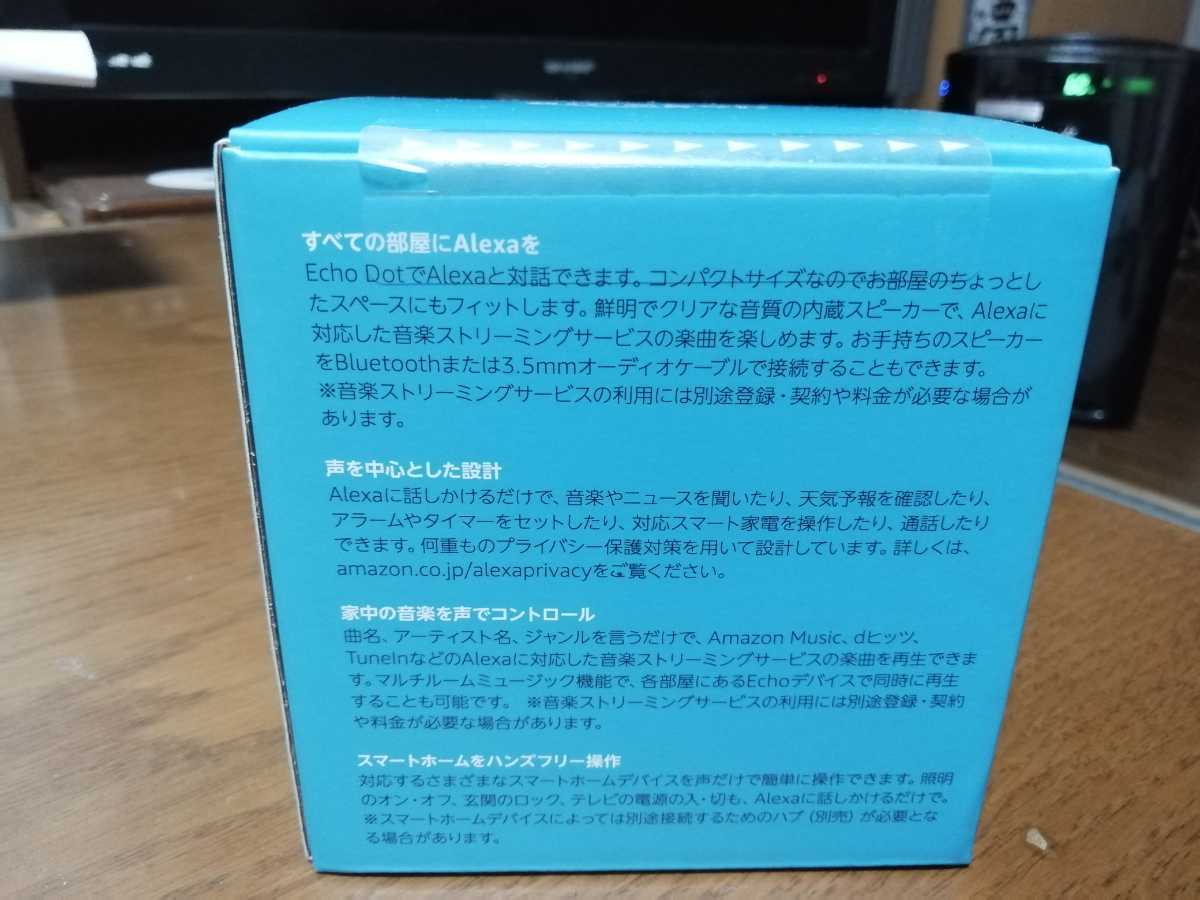 すべての部屋にAlexaを
Echo DotでAlexaと対話できます。コンパクトサイズなのでお部屋のちょっとし
たスペースにもフィットします。鮮明でクリアな音質の内蔵スピーカーで、Alexaに
対応した音楽ストリーミングサービスの楽曲を楽しめます。お手持ちのスピーカー
をBluetoothまたは3.5mmオーディオケーブルで接続することもできます。
※音楽ストリーミングサービスの利用には別途登録・契約や料金が必要な場合が
あります。
声を中心とした設計
Alexaに話しかけるだけで、音楽やニュースを聞いたり、天気予報を確認したり、
アラームやタイマーをセットしたり、対応スマート家電を操作したり、通話したり
できます。何重ものプライバシー保護対策を用いて設計しています。詳しくは、
amazon.co.jp/alexaprivacyをご覧ください。
家中の音楽を声でコントロール
曲名、アーティスト名、ジャンルを言うだけで、Amazon Music、dヒッツ、
TuneInなどのAlexaに対応した音楽ストリーミングサービスの楽曲を再生できま
す。マルチルームミュージック機能で、各部屋にあるEchoデバイスで同時に再生
することも可能です。 ※音楽ストリーミングサービスの利用には別途登録・契約
や料金が必要な場合があります。
スマートホームをハンズフリー操作
対応するさまざまなスマートホームデバイスを声だけで簡単に操作できます。照明
のオン・オフ、玄関のロック、テレビの電源の入・切も、Alexaに話しかけるだけで。
※スマートホームデバイスによっては別途接続するためのハブ（別売）が必要とな
る場合があります。